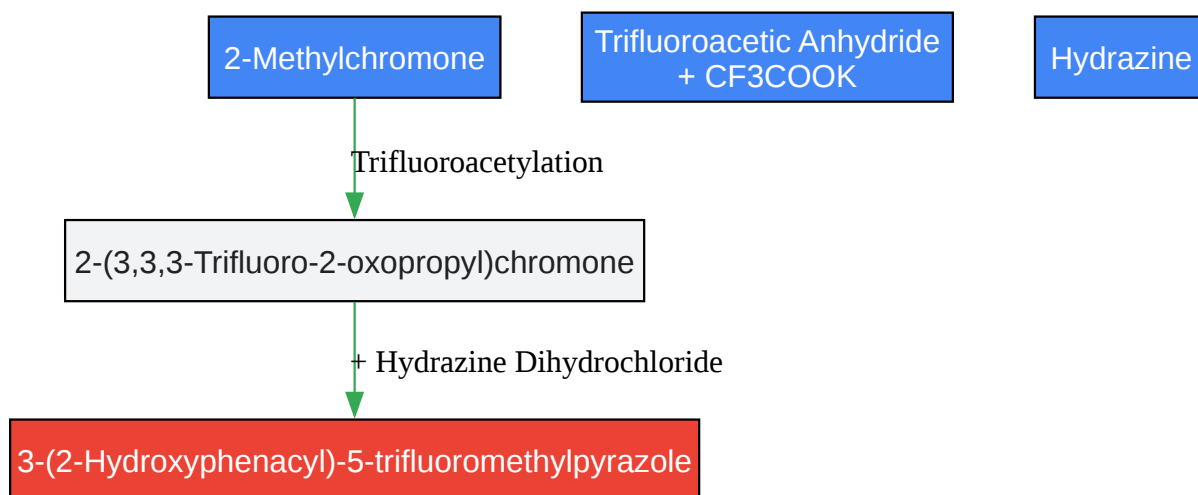 2-Methylchromone
Trifluoroacetic Anhydride
+ CF3COOK
Hydrazine
Trifluoroacetylation
2-(3,3,3-Trifluoro-2-oxopropyl)chromone
+ Hydrazine Dihydrochloride
3-(2-Hydroxyphenacyl)-5-trifluoromethylpyrazole